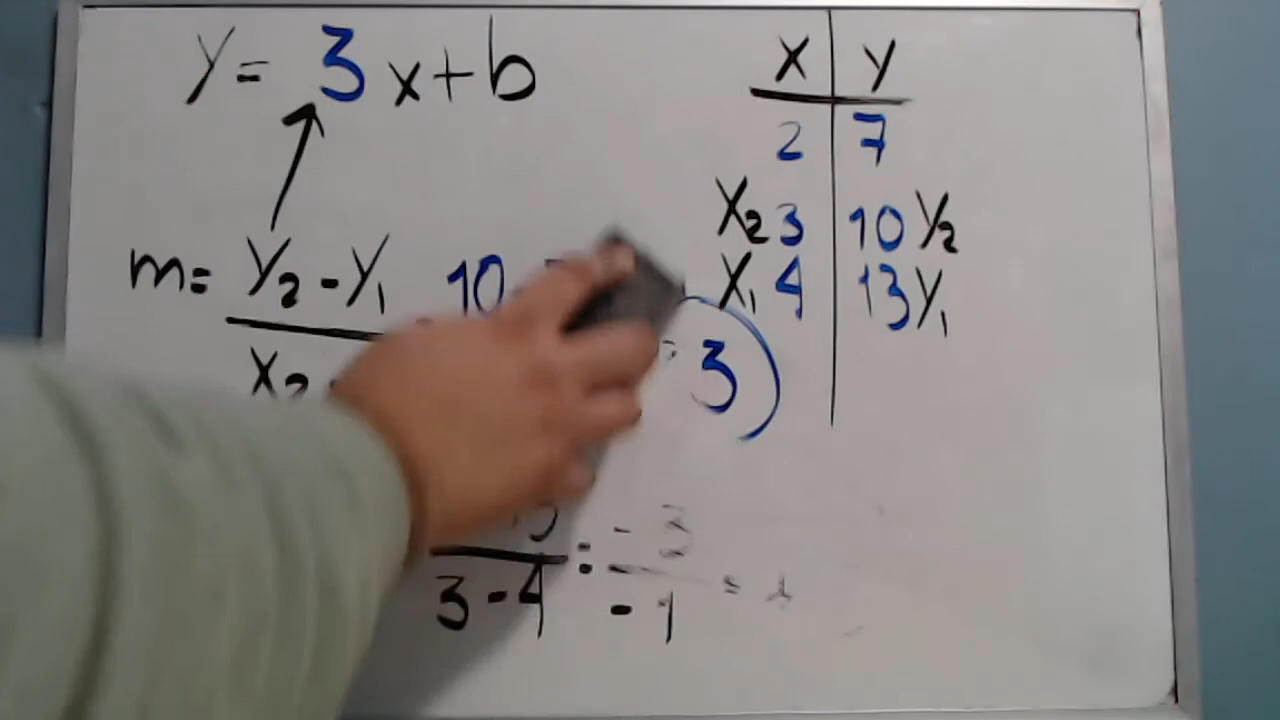 y = 3 x + b
x y
2 7
x2 3 10 y2
x1 4 13 y1
m = y2 - y1 10
x2 = 3
3 - 4 = - 3
- 1 =